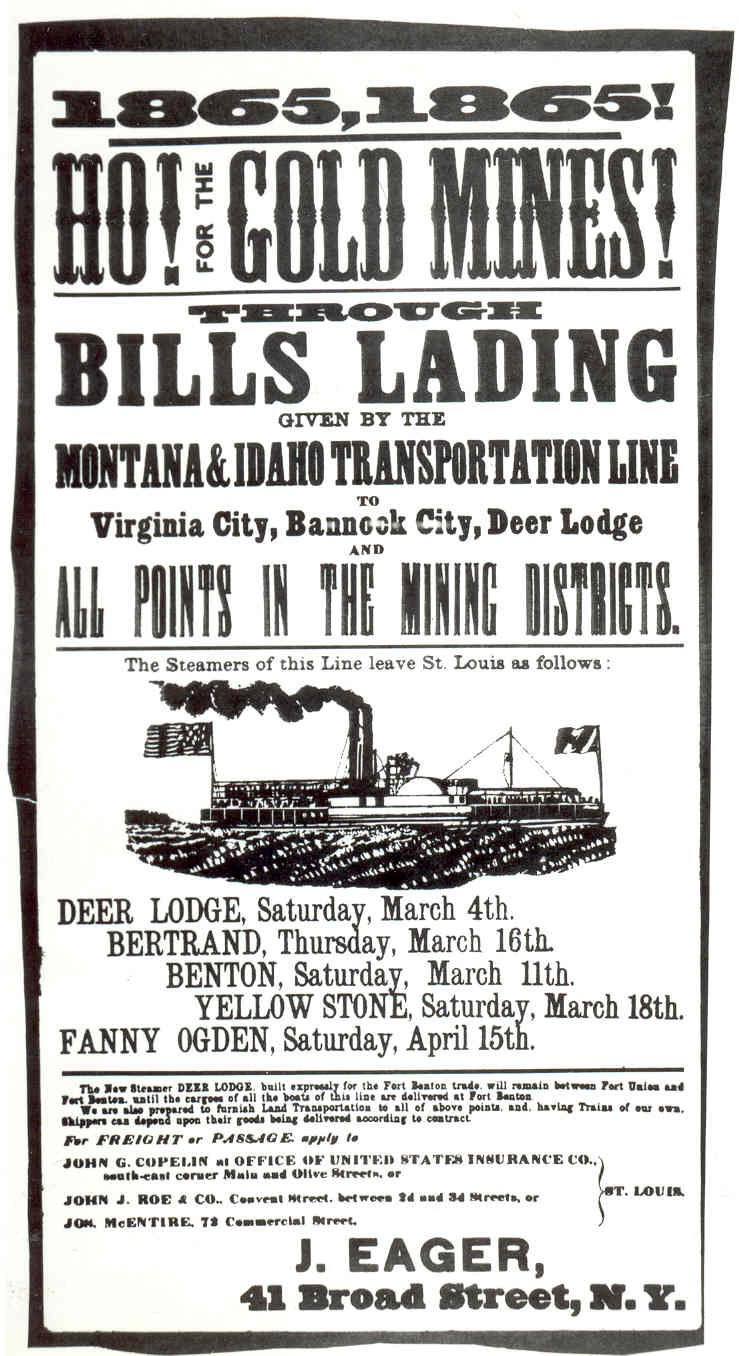 1865, 1865!
HO! FOR THE GOLD MINES!
THROUGH
BILLS LADING
GIVEN BY THE
MONTANA & IDAHO TRANSPORTATION LINE
TO
Virginia City, Bannock City, Deer Lodge
AND
ALL POINTS IN THE MINING DISTRICTS.
The Steamers of this Line leave St. Louis as follows:
DEER LODGE, Saturday, March 4th.
BERTRAND, Thursday, March 16th.
BENTON, Saturday, March 11th.
YELLOW STONE, Saturday, March 18th.
FANNY OGDEN, Saturday, April 15th.
The New Steamer DEER LODGE, built expressly for the Fort Benton trade, will remain between Fort Union and
Fort Benton, until the cargoes of all the boats of this line are delivered at Fort Benton.
We are also prepared to furnish Land Transportation to all of above points, and, having Trains of our own,
Shippers can depend upon their goods being delivered according to contract.
For FREIGHT or PASSAGE, apply to
JOHN G. COPELIN at OFFICE OF UNITED STATES INSURANCE CO.,
south-east corner Main and Olive Streets, or
JOHN J. ROE & CO., Convent Street, between 2d and 3d Streets, or
ST. LOUIS.
JOS. McENTIRE, 72 Commercial Street.
J. EAGER,
41 Broad Street, N. Y.